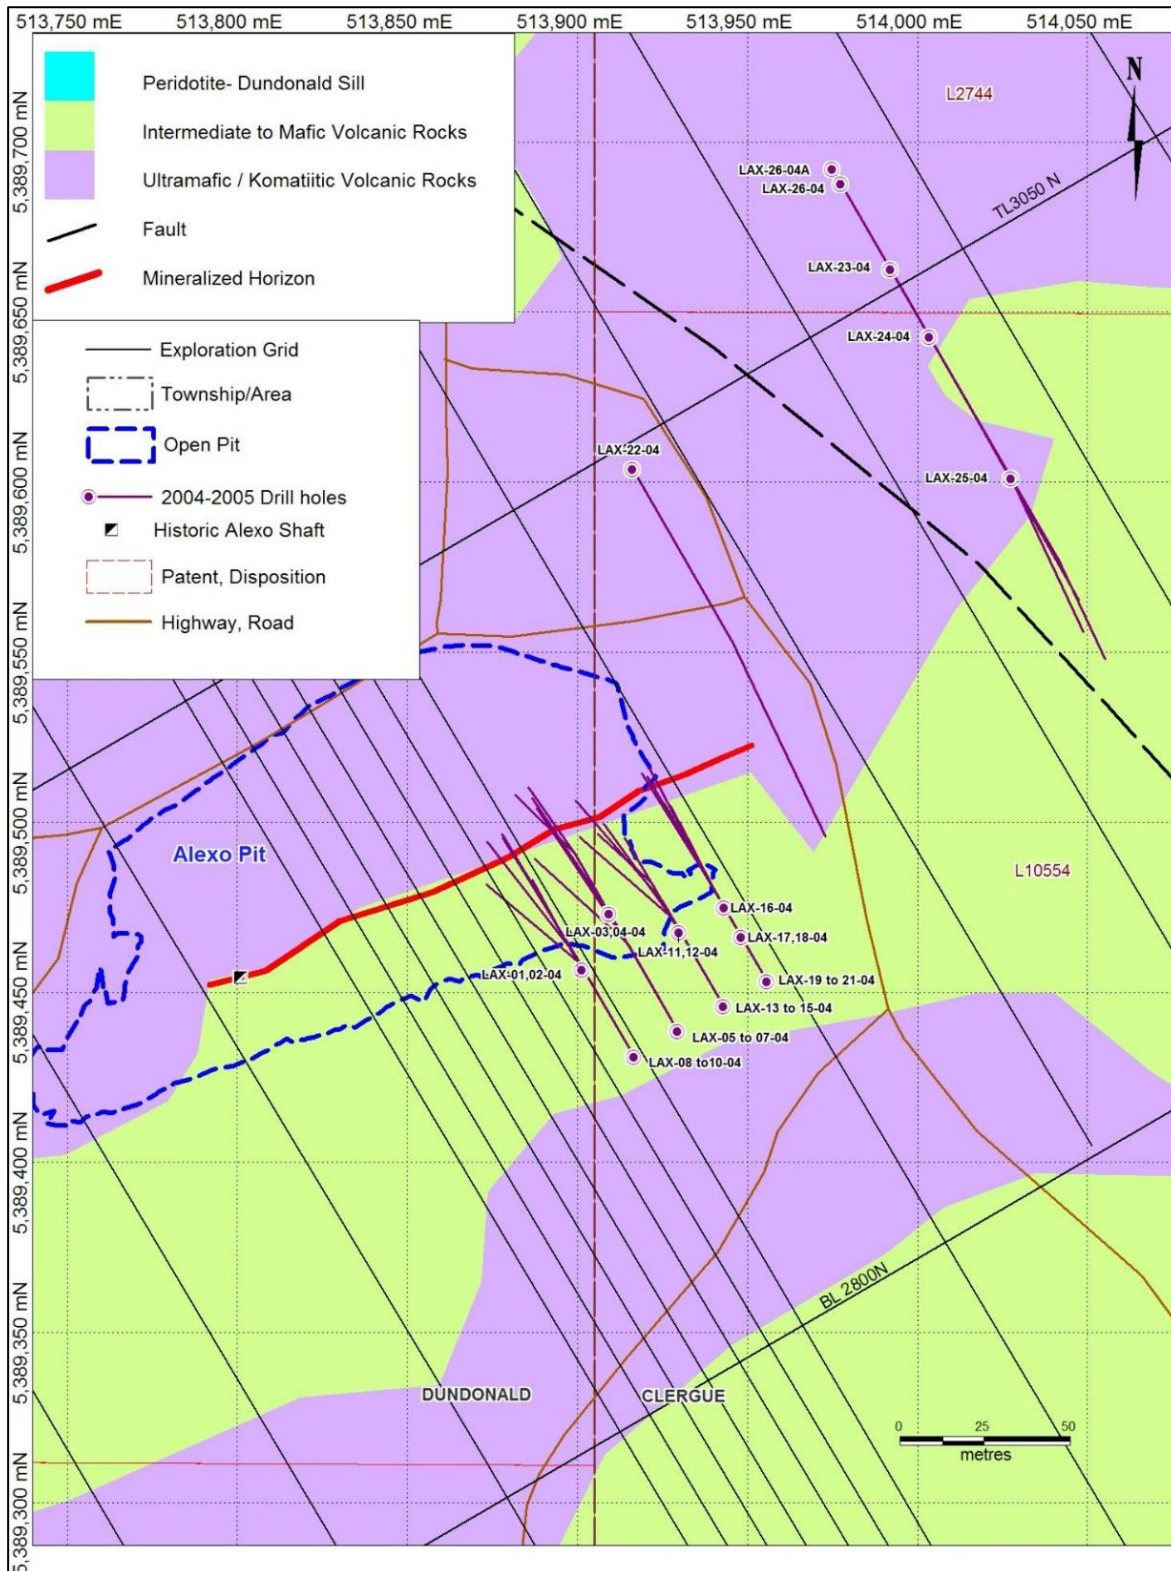 513,750 mE
513,800 mE
513,850 mE
513,900 mE
513,950 mE
514,000 mE
514,050 mE
5,389,700 mN
5,389,650 mN
5,389,600 mN
5,389,550 mN
5,389,500 mN
5,389,450 mN
5,389,400 mN
5,389,350 mN
5,389,300 mN
Peridotite- Dundonald Sill
Intermediate to Mafic Volcanic Rocks
Ultramafic / Komatiitic Volcanic Rocks
Fault
Mineralized Horizon
Exploration Grid
Township/Area
Open Pit
2004-2005 Drill holes
Historic Alexo Shaft
Patent, Disposition
Highway, Road
L2744
N
LAX-26-04A
LAX-26-04
TL3050 N
LAX-23-04
LAX-24-04
LAX-22-04
LAX-25-04
Alexo Pit
L10554
LAX-16-04
LAX-03,04-04
LAX-17,18-04
LAX-11,12-04
LAX-01,02-04
LAX-19 to 21-04
LAX-13 to 15-04
LAX-05 to 07-04
LAX-08 to10-04
BL 2800N
DUNDONALD
CLERGUE
0 25 50
metres